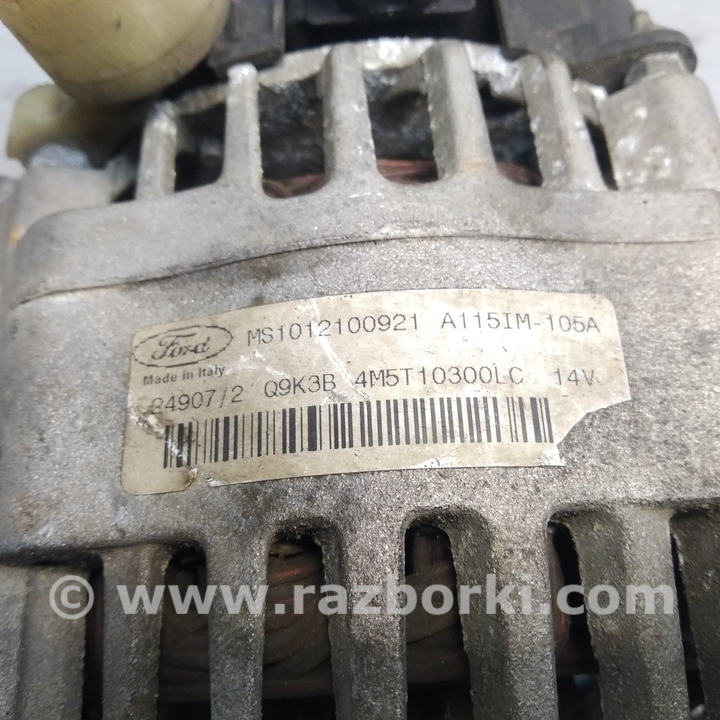 Ford MS1012100921 A115IM-105A
Made in Italy
24907/2 Q9K3B 4M5T10300LC 14V
© www.razborki.com